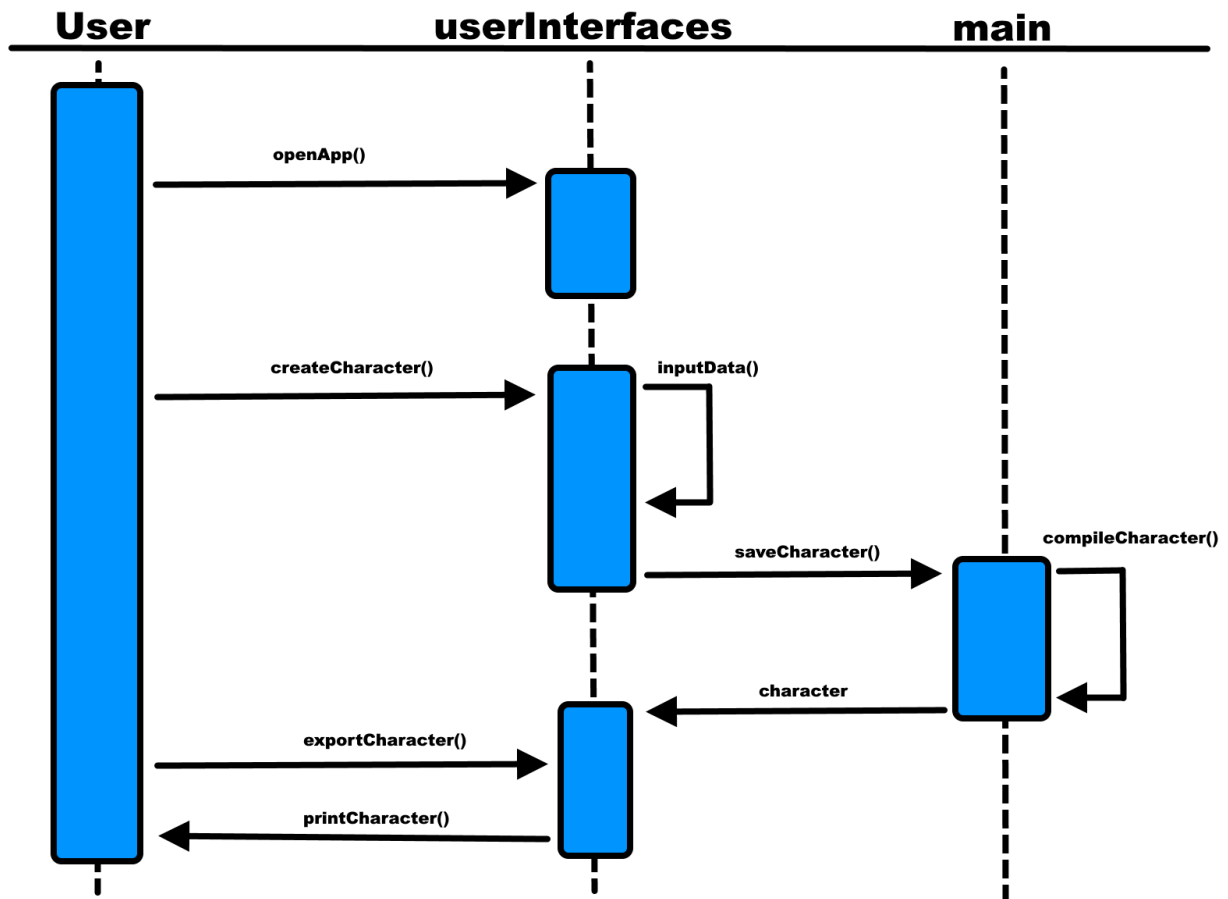 User userInterfaces main
openApp()
createCharacter() inputData()
saveCharacter() compileCharacter()
character
exportCharacter()
printCharacter()